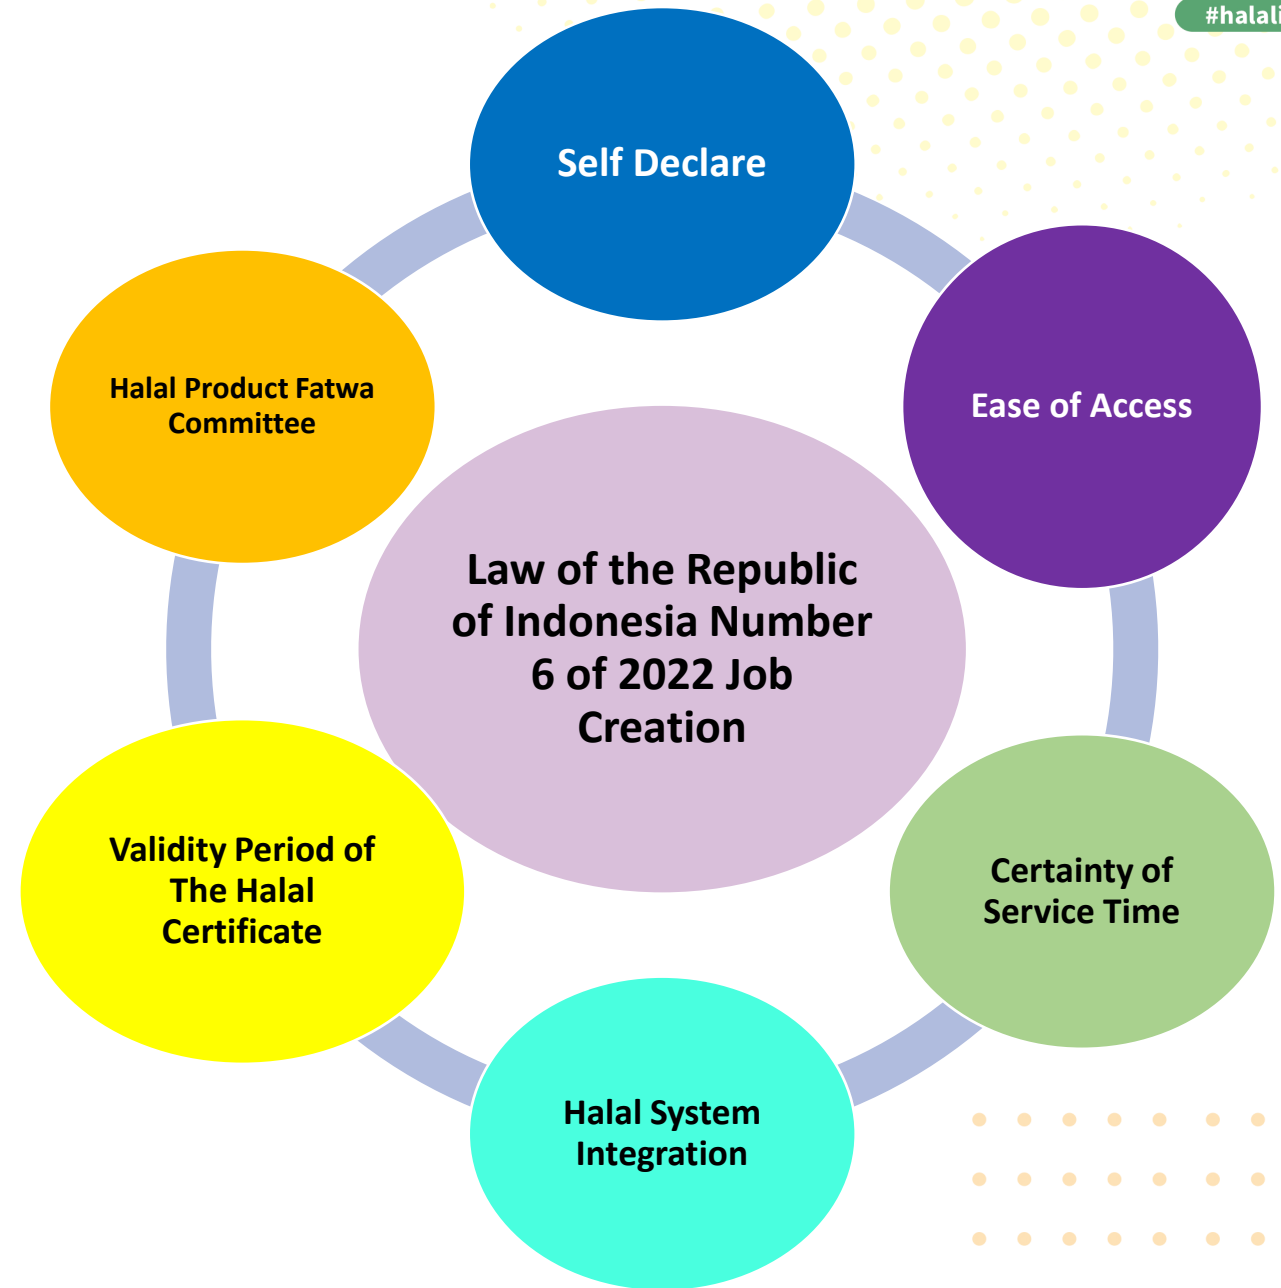 #halali
Self Declare
Ease of Access
Halal Product Fatwa
Committee
Law of the Republic
of Indonesia Number
6 of 2022 Job
Creation
Validity Period of
The Halal
Certificate
Certainty of
Service Time
Halal System
Integration